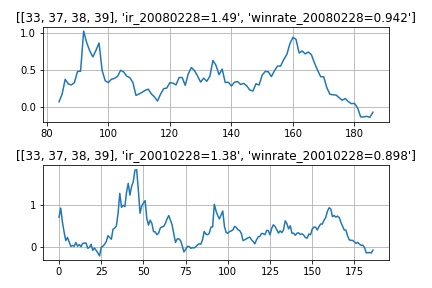 [[33, 37, 38, 39], 'ir_20080228=1.49', 'winrate_20080228=0.942']
1.0
0.5
0.0
80 100 120 140 160 180
[[33, 37, 38, 39], 'ir_20010228=1.38', 'winrate_20010228=0.898']
1
0
0 25 50 75 100 125 150 175